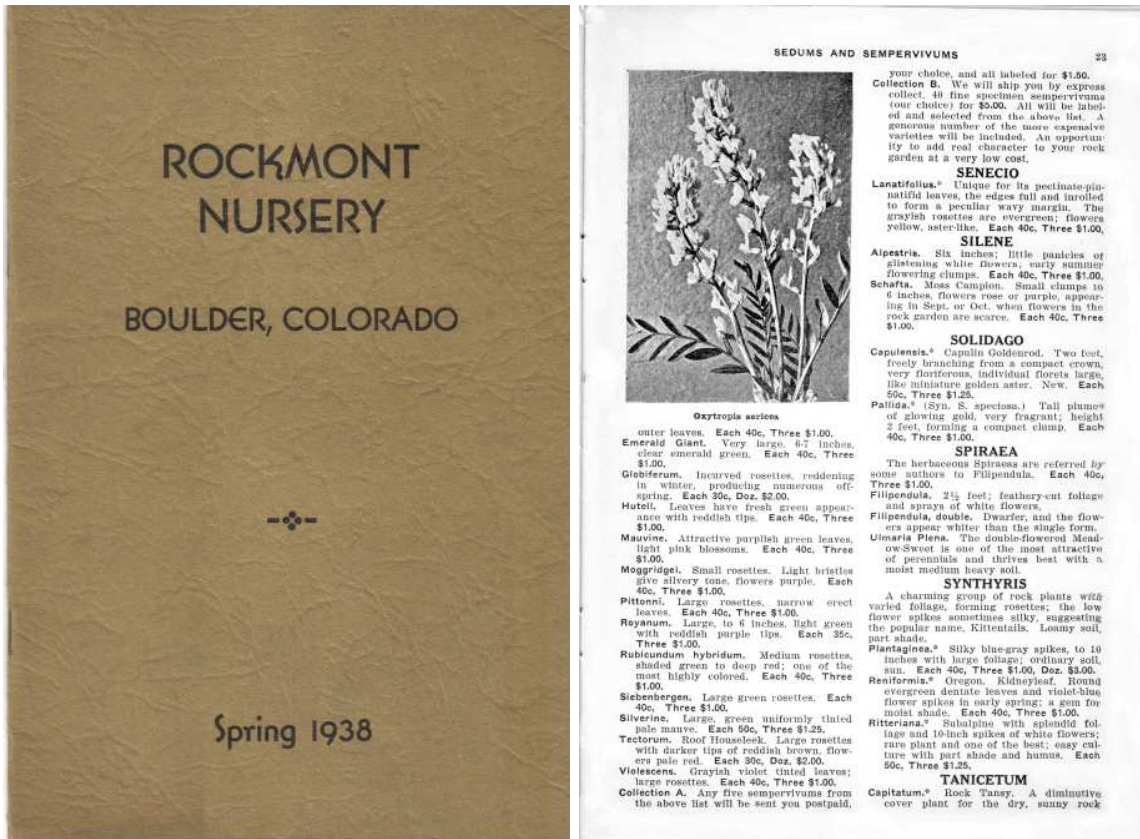 ROCKMONT
NURSERY
BOULDER, COLORADO
Spring 1938
SEDUMS AND SEMPERVIVUMS 23
Oxytropis sericea
outer leaves. Each 40c, Three $1.00.
Emerald Giant. Very large, 6-7 inches,
clear emerald green. Each 40c, Three
$1.00.
Globiferum. Incurved rosettes, reddening
in winter, producing numerous off-
spring. Each 30c, Doz. $2.00.
Huteii. Leaves have fresh green appear-
ance with reddish tips. Each 40c, Three
$1.00.
Mauvine. Attractive purplish green leaves,
light pink blossoms. Each 40c, Three
$1.00.
Moggridgei. Small rosettes. Light bristles
give silvery tone, flowers purple. Each
40c, Three $1.00.
Pittonni. Large rosettes, narrow erect
leaves. Each 40c, Three $1.00.
Royanum. Large, to 6 inches, light green
with reddish purple tips. Each 35c,
Three $1.00.
Rubicundum hybridum. Medium rosettes,
shaded green to deep red; one of the
most highly colored. Each 40c, Three
$1.00.
Siebenbergen. Large green rosettes. Each
40c, Three $1.00.
Silverine. Large, green uniformly tinted
pale mauve. Each 50c, Three $1.25.
Tectorum. Roof Houseleek. Large rosettes
with darker tips of reddish brown, flow-
ers pale red. Each 30c, Doz. $2.00.
Violescens. Grayish violet tinted leaves;
large rosettes. Each 40c, Three $1.00.
Collection A. Any five sempervivums from
the above list will be sent you postpaid,
your choice, and all labeled for $1.50.
Collection B. We will ship you by express
collect, 40 fine specimen sempervivums
(our choice) for $5.00. All will be label-
ed and selected from the above list. A
generous number of the more expensive
varieties will be included. An opportun-
ity to add real character to your rock
garden at a very low cost.
SENECIO
Lanatifolius.* Unique for its pectinate-pin-
natifid leaves, the edges full and inrolled
to form a peculiar wavy margin. The
grayish rosettes are evergreen; flowers
yellow, aster-like. Each 40c, Three $1.00.
SILENE
Alpestris. Six inches; little panicles of
glistening white flowers; early summer
flowering clumps. Each 40c, Three $1.00.
Schafta. Moss Campion. Small clumps to
6 inches, flowers rose or purple, appear-
ing in Sept. or Oct. when flowers in the
rock garden are scarce. Each 40c, Three
$1.00.
SOLIDAGO
Capulensis.* Capulin Goldenrod. Two feet,
freely branching from a compact crown,
very floriferous, individual florets large,
like miniature golden aster. New. Each
50c, Three $1.25.
Pallida.* (Syn. S. speciosa.) Tall plumes
of glowing gold, very fragrant; height
2 feet, forming a compact clump. Each
40c, Three $1.00.
SPIRAEA
The herbaceous Spiraeas are referred by
some authors to Filipendula. Each 40c,
Three $1.00.
Filipendula. 2½ feet; feathery-cut foliage
and sprays of white flowers.
Filipendula, double. Dwarfer, and the flow-
ers appear whiter than the single form.
Ulmaria Plena. The double-flowered Mead-
ow-Sweet is one of the most attractive
of perennials and thrives best with a
moist medium heavy soil.
SYNTHYRIS
A charming group of rock plants with
varied foliage, forming rosettes; the low
flower spikes sometimes silky, suggesting
the popular name, Kittentails. Loamy soil,
part shade.
Plantaginea.* Silky blue-gray spikes, to 10
inches with large foliage; ordinary soil,
sun. Each 40c, Three $1.00, Doz. $3.00.
Reniformis.* Oregon. Kidneyleaf. Round
evergreen dentate leaves and violet-blue
flower spikes in early spring; a gem for
moist shade. Each 40c, Three $1.00.
Ritteriana.* Subalpine with splendid fol-
iage and 10-inch spikes of white flowers;
rare plant and one of the best; easy cul-
ture with part shade and humus. Each
50c, Three $1.25.
TANICETUM
Capitatum.* Rock Tansy. A diminutive
cover plant for the dry, sunny rock